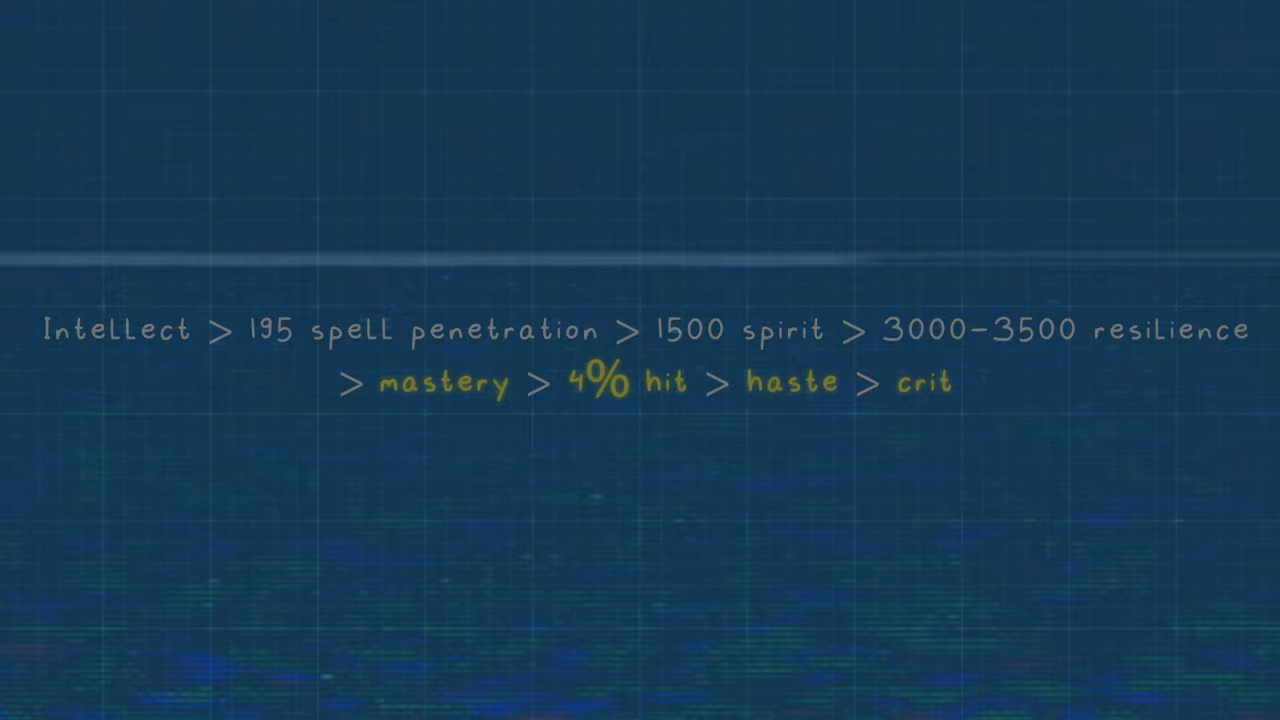 Intellect > 195 spell penetration > 1500 spirit > 3000-3500 resilience
> mastery > 4% hit > haste > crit